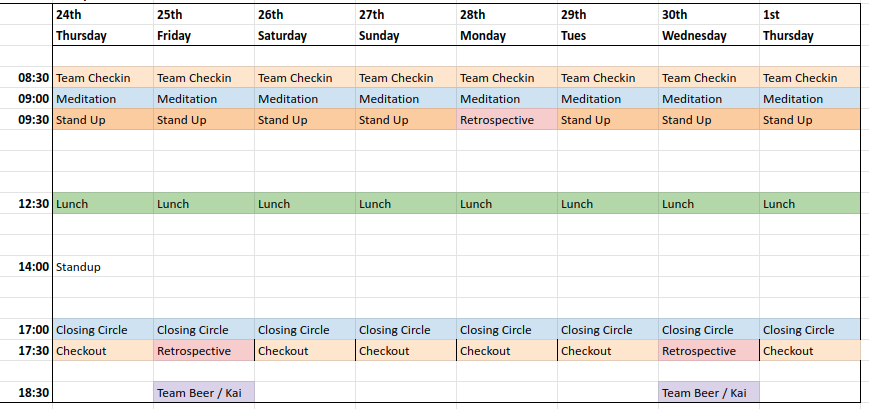 24th 25th 26th 27th 28th 29th 30th 1st
Thursday Friday Saturday Sunday Monday Tues Wednesday Thursday
08:30 Team Checkin Team Checkin Team Checkin Team Checkin Team Checkin Team Checkin Team Checkin Team Checkin
09:00 Meditation Meditation Meditation Meditation Meditation Meditation Meditation Meditation
09:30 Stand Up Stand Up Stand Up Stand Up Retrospective Stand Up Stand Up Stand Up
12:30 Lunch Lunch Lunch Lunch Lunch Lunch Lunch Lunch
14:00 Standup
17:00 Closing Circle Closing Circle Closing Circle Closing Circle Closing Circle Closing Circle Closing Circle Closing Circle
17:30 Checkout Retrospective Checkout Checkout Checkout Checkout Retrospective Checkout
18:30 Team Beer / Kai Team Beer / Kai